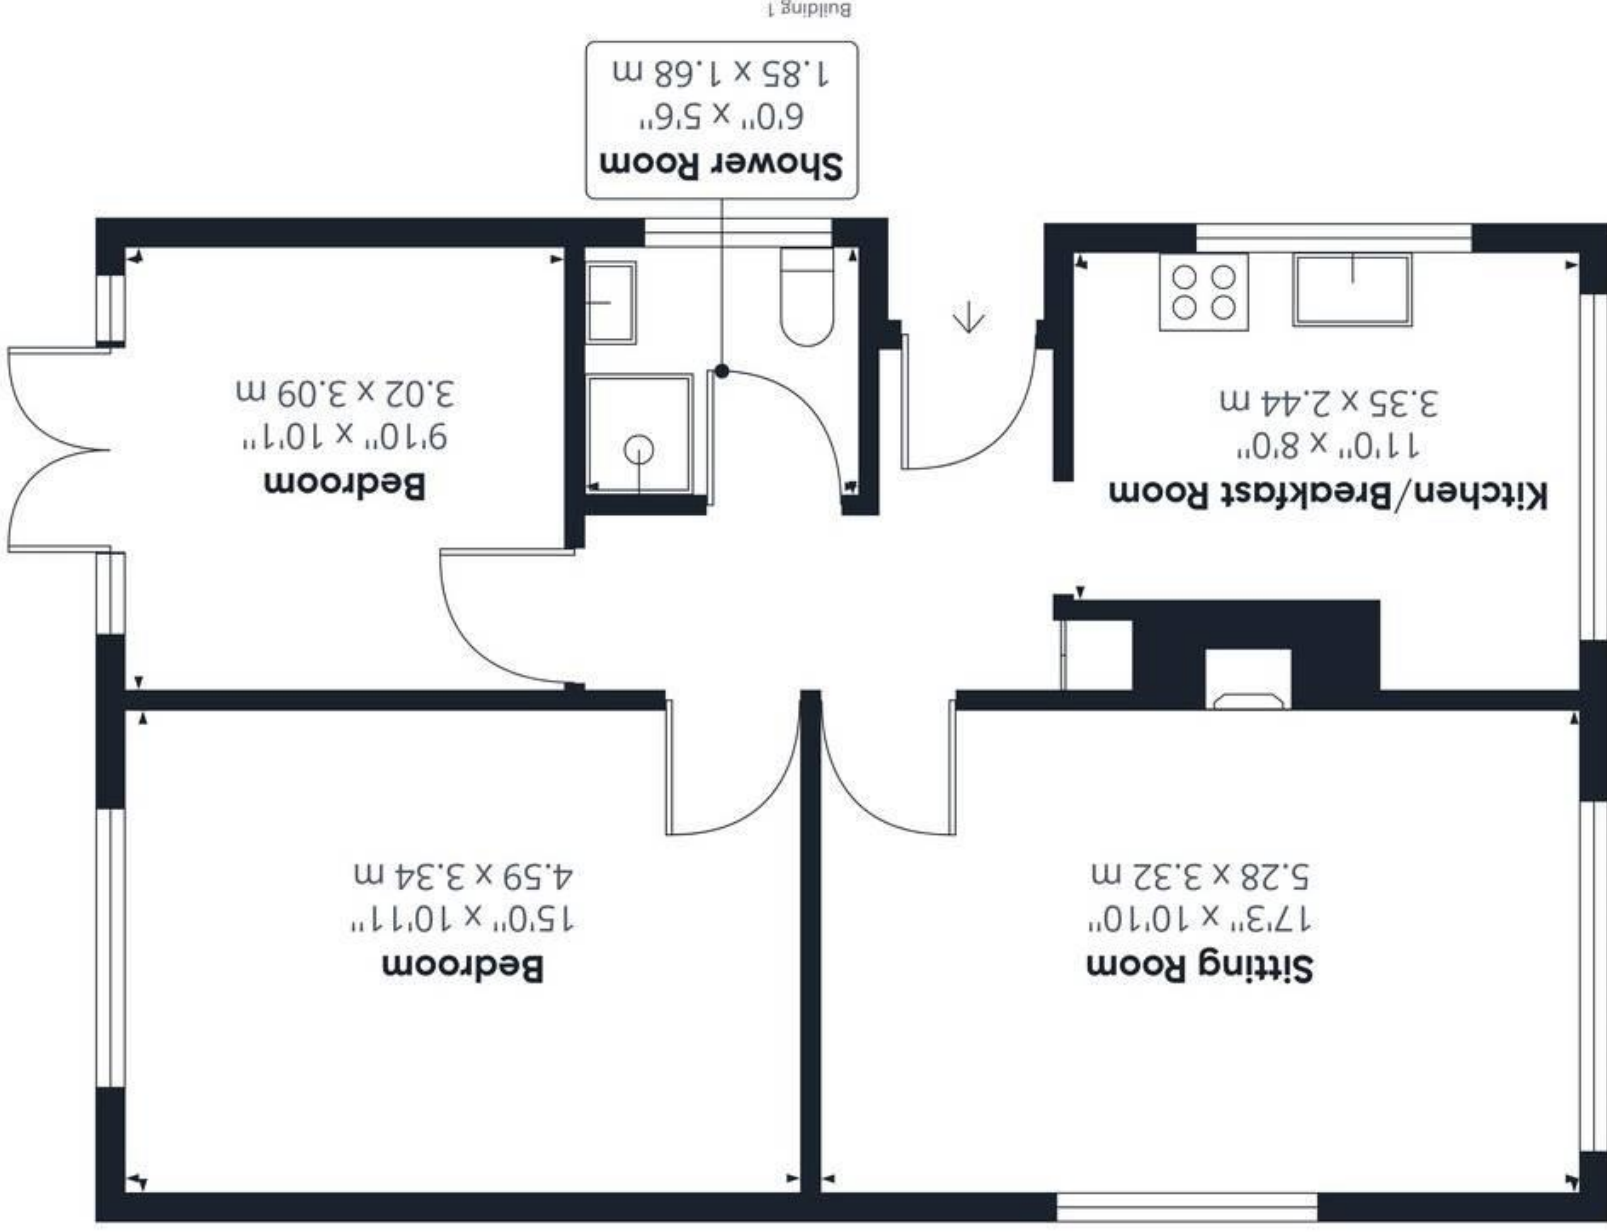 Sitting Room
17'3" x 10'10"
5.28 x 3.32 m
Bedroom
15'0" x 10'11"
4.59 x 3.34 m
Kitchen/Breakfast Room
11'0" x 8'0"
3.35 x 2.44 m
Bedroom
9'10" x 10'1"
3.02 x 3.09 m
Shower Room
6'0" x 5'6"
1.85 x 1.68 m
Building 1